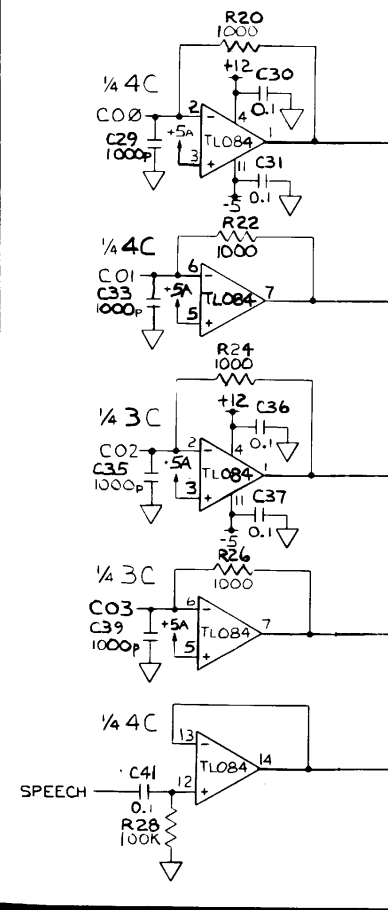 R20
1000
+12
C30
¼ 4C
0.1
COØ
2
4
+5A
TL084
1
C29
1000p
3
11
C31
0.1
-5
R22
1000
¼ 4C
CO1
6
+5A
TL084
7
C33
1000p
5
R24
1000
+12
C36
¼ 3C
0.1
CO2
2
4
+5A
TL084
1
C35
1000p
3
11
C37
0.1
-5
R26
1000
¼ 3C
CO3
6
+5A
TL084
7
C39
1000p
5
¼ 4C
13
TL084
14
C41
SPEECH
12
0.1
R28
100K